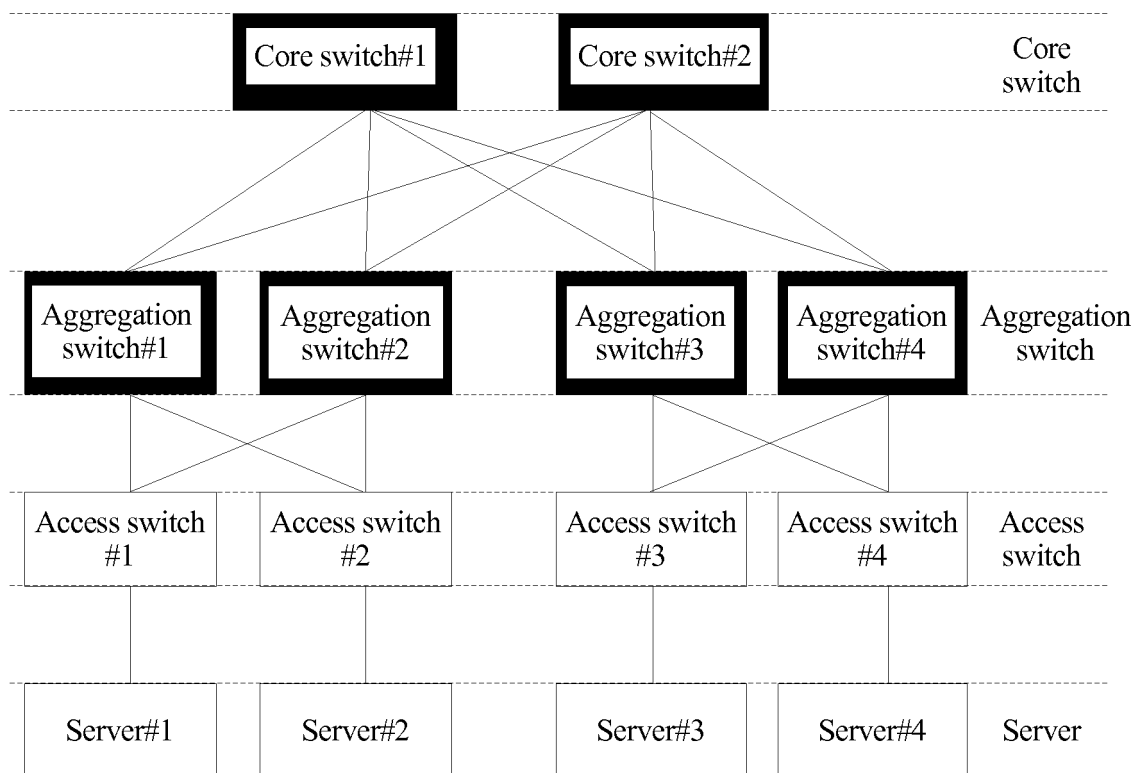 Core switch#1
Core switch#2
Core
switch
Aggregation
switch#1
Aggregation
switch#2
Aggregation
switch#3
Aggregation
switch#4
Aggregation
switch
Access switch
#1
Access switch
#2
Access switch
#3
Access switch
#4
Access
switch
Server#1
Server#2
Server#3
Server#4
Server